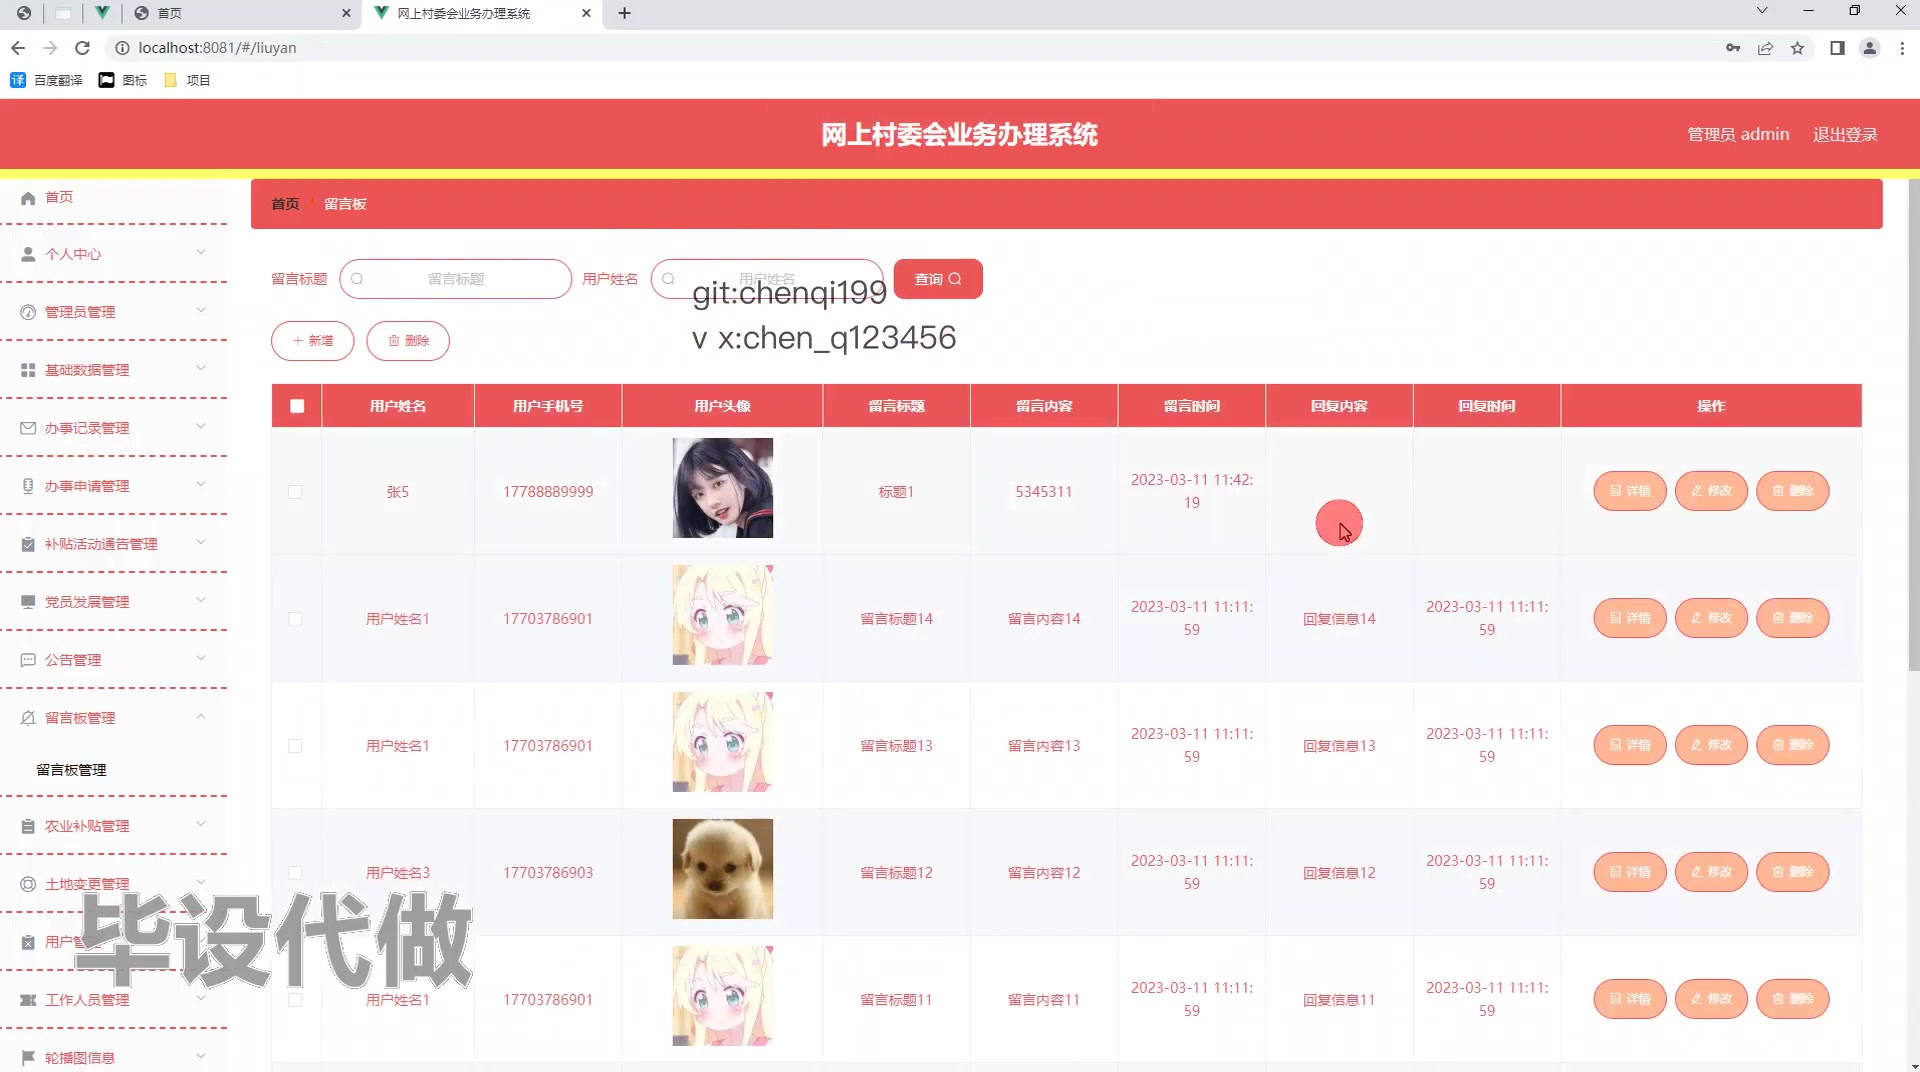 首页
网上村委会业务办理系统
localhost:8081/#/liuyan
百度翻译
图标
项目
网上村委会业务办理系统
管理员 admin
退出登录
首页
个人中心
管理员管理
基础数据管理
办事记录管理
办事申请管理
补贴活动通告管理
党员发展管理
公告管理
留言板管理
留言板管理
农业补贴管理
土地变更管理
工作人员管理
轮播图信息
首页 / 留言板
留言标题 留言标题 用户姓名 用户姓名 查询
git:chenqi199
v x:chen_q123456
新增 删除
用户姓名 用户手机号 用户头像 留言标题 留言内容 留言时间 回复内容 回复时间 操作
张5 17788889999 标题1 5345311 2023-03-11 11:42:
19
详情 修改 删除
用户姓名1 17703786901 留言标题14 留言内容14 2023-03-11 11:11:
59
回复信息14 2023-03-11 11:11:
59
详情 修改 删除
用户姓名1 17703786901 留言标题13 留言内容13 2023-03-11 11:11:
59
回复信息13 2023-03-11 11:11:
59
详情 修改 删除
用户姓名3 17703786903 留言标题12 留言内容12 2023-03-11 11:11:
59
回复信息12 2023-03-11 11:11:
59
详情 修改 删除
用户姓名1 17703786901 留言标题11 留言内容11 2023-03-11 11:11:
59
回复信息11 2023-03-11 11:11:
59
详情 修改 删除
毕设代做